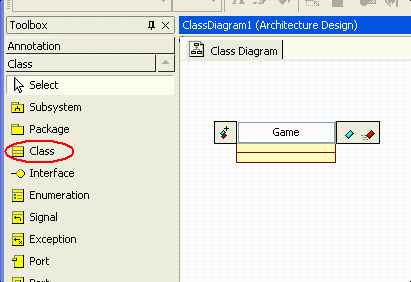 Toolbox
ClassDiagram1 (Architecture Design)
Annotation
Class Diagram
Class
Select
Subsystem
Package
Class
Interface
Enumeration
Signal
Exception
Port
Game